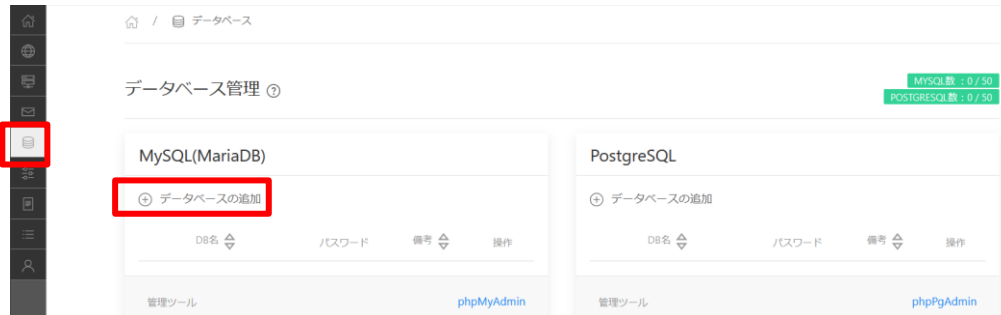 / データベース
データベース管理 ?
MYSQL数 : 0 / 50
POSTGRESQL数 : 0 / 50
MySQL(MariaDB)
データベースの追加
DB名 パスワード 備考 操作
管理ツール phpMyAdmin
PostgreSQL
データベースの追加
DB名 パスワード 備考 操作
管理ツール phpPgAdmin